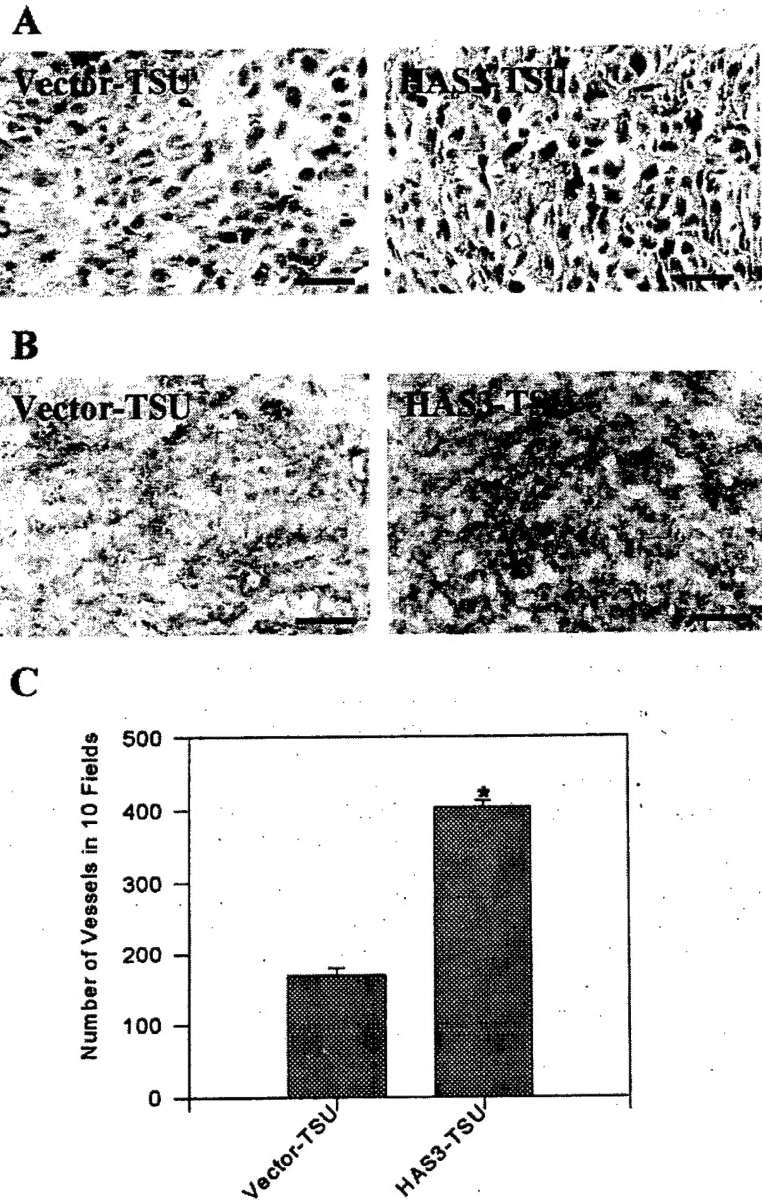 A
Vector-TSU HAS3-TSU
B
Vector-TSU HAS3-TSU
C
Number of Vessels in 10 Fields
500
400
*
300
200
100
0
Vector-TSU HAS3-TSU